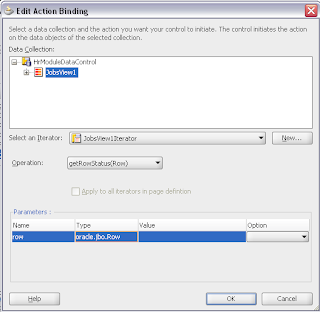 Edit Action Binding
Select a data collection and the action you want your control to initiate. The control initiates the action
on the data objects of the selected collection.
Data Collection:
HrModuleDataControl
JobsView1
Select an Iterator:
JobsView1Iterator
New...
Operation:
getRowStatus(Row)
Apply to all iterators in page definition
Parameters :
Name Type Value Option
row oracle.jbo.Row
Help OK Cancel